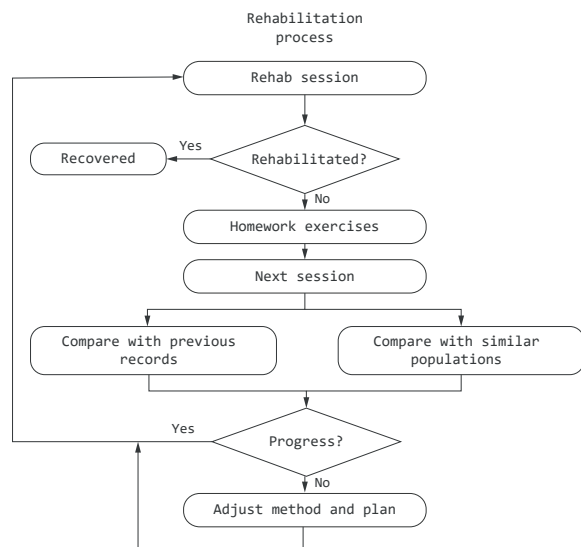 Rehabilitation
process
Rehab session
Yes
Recovered
Rehabilitated?
No
Homework exercises
Next session
Compare with previous
records
Compare with similar
populations
Yes
Progress?
No
Adjust method and plan